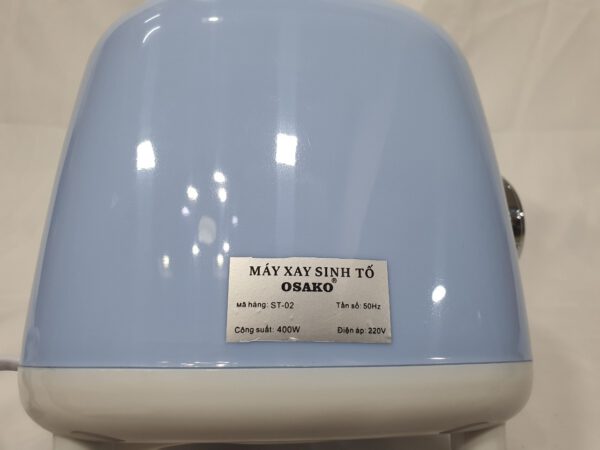 MÁY XAY SINH TỐ
OSAKO®
Mã hàng: ST-02 Tần số: 50Hz
Công suất: 400W Điện áp: 220V